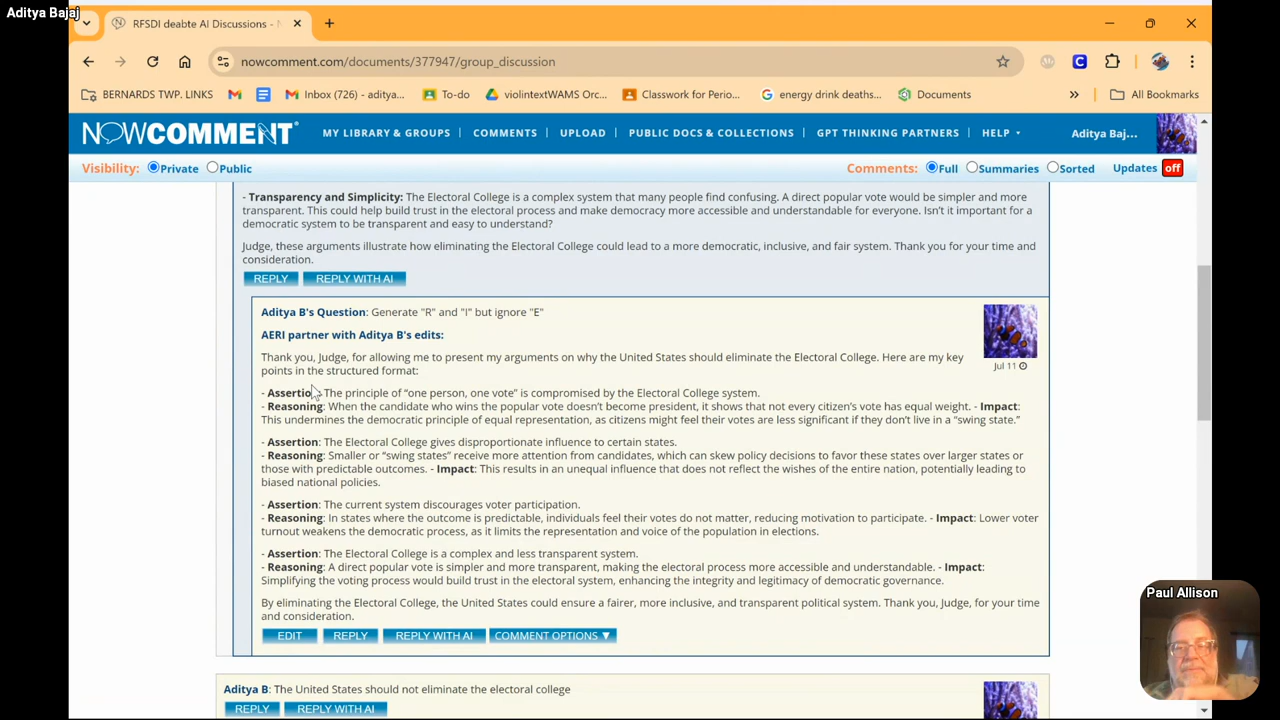 Aditya Bajaj
RFSDI deabte AI Discussions - N
nowcomment.com/documents/377947/group_discussion
BERNARDS TWP. LINKS
Inbox (726) - aditya...
To-do
violintextWAMS Orc...
Classwork for Perio...
energy drink deaths...
Documents
»
All Bookmarks
NOWCOMMENT
MY LIBRARY & GROUPS
COMMENTS
UPLOAD
PUBLIC DOCS & COLLECTIONS
GPT THINKING PARTNERS
HELP
Aditya Baj...
Visibility: Private Public
Comments: Full Summaries Sorted
Updates off
- Transparency and Simplicity: The Electoral College is a complex system that many people find confusing. A direct popular vote would be simpler and more
transparent. This could help build trust in the electoral process and make democracy more accessible and understandable for everyone. Isn't it important for a
democratic system to be transparent and easy to understand?
Judge, these arguments illustrate how eliminating the Electoral College could lead to a more democratic, inclusive, and fair system. Thank you for your time and
consideration.
REPLY
REPLY WITH AI
Aditya B's Question: Generate "R" and "I" but ignore "E"
AERI partner with Aditya B's edits:
Jul 11
Thank you, Judge, for allowing me to present my arguments on why the United States should eliminate the Electoral College. Here are my key
points in the structured format:
- Assertion: The principle of “one person, one vote” is compromised by the Electoral College system.
- Reasoning: When the candidate who wins the popular vote doesn’t become president, it shows that not every citizen’s vote has equal weight. - Impact:
This undermines the democratic principle of equal representation, as citizens might feel their votes are less significant if they don’t live in a “swing state.”
- Assertion: The Electoral College gives disproportionate influence to certain states.
- Reasoning: Smaller or “swing states” receive more attention from candidates, which can skew policy decisions to favor these states over larger states or
those with predictable outcomes. - Impact: This results in an unequal influence that does not reflect the wishes of the entire nation, potentially leading to
biased national policies.
- Assertion: The current system discourages voter participation.
- Reasoning: In states where the outcome is predictable, individuals feel their votes do not matter, reducing motivation to participate. - Impact: Lower voter
turnout weakens the democratic process, as it limits the representation and voice of the population in elections.
- Assertion: The Electoral College is a complex and less transparent system.
- Reasoning: A direct popular vote is simpler and more transparent, making the electoral process more accessible and understandable. - Impact:
Simplifying the voting process would build trust in the electoral system, enhancing the integrity and legitimacy of democratic governance.
By eliminating the Electoral College, the United States could ensure a fairer, more inclusive, and transparent political system. Thank you, Judge, for your time
and consideration.
EDIT
REPLY
REPLY WITH AI
COMMENT OPTIONS ▼
Paul Allison
Aditya B: The United States should not eliminate the electoral college
REPLY
REPLY WITH AI